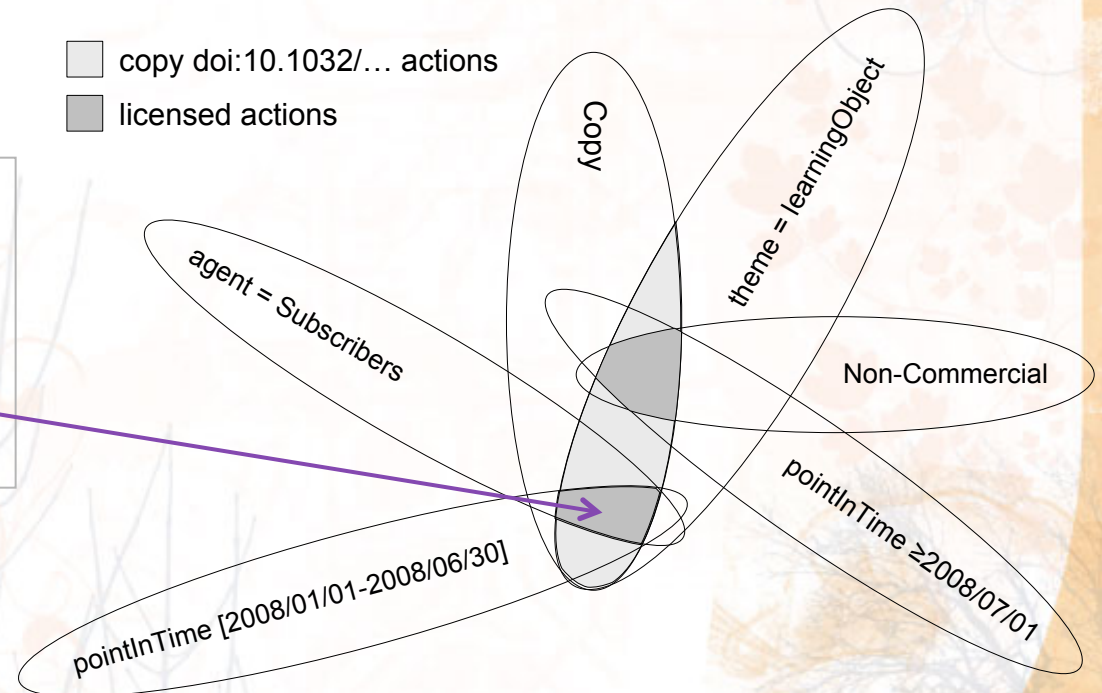 copy doi:10.1032/… actions
licensed actions
Copy
theme = learningObject
agent = Subscribers
Non-Commercial
pointInTime ≥2008/07/01
pointInTime [2008/01/01-2008/06/30]